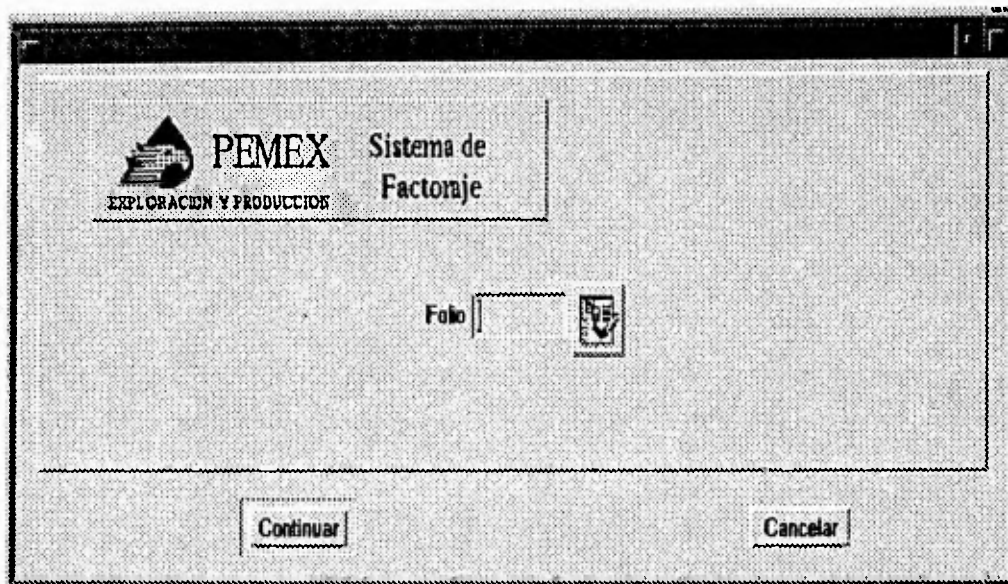 PEMEX
EXPLORACION Y PRODUCCION
Sistema de
Factoraje
Folio
Continuar
Cancelar